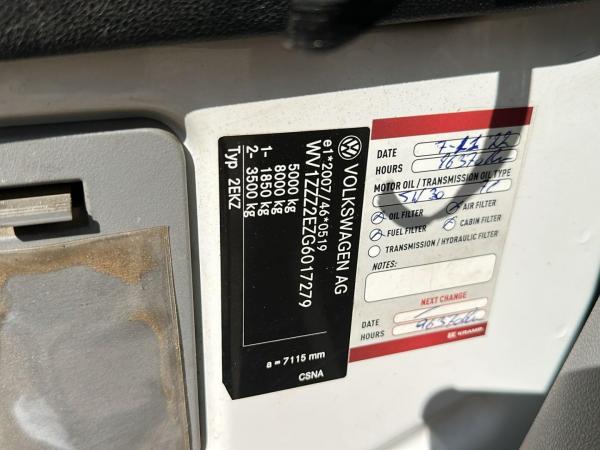 VOLKSWAGEN AG
e1*2007/46*0519
WV1ZZZ2EZG6017279
5000 kg
8000 kg
1- 1850 kg
2- 3500 kg
Typ 2EKZ
a = 7115 mm
CSNA
DATE
HOURS
MOTOR OIL / TRANSMISSION OIL TYPE
5W30
OIL FILTER
AIR FILTER
FUEL FILTER
CABIN FILTER
TRANSMISSION / HYDRAULIC FILTER
NOTES:
NEXT CHANGE
DATE
HOURS
KRAMP